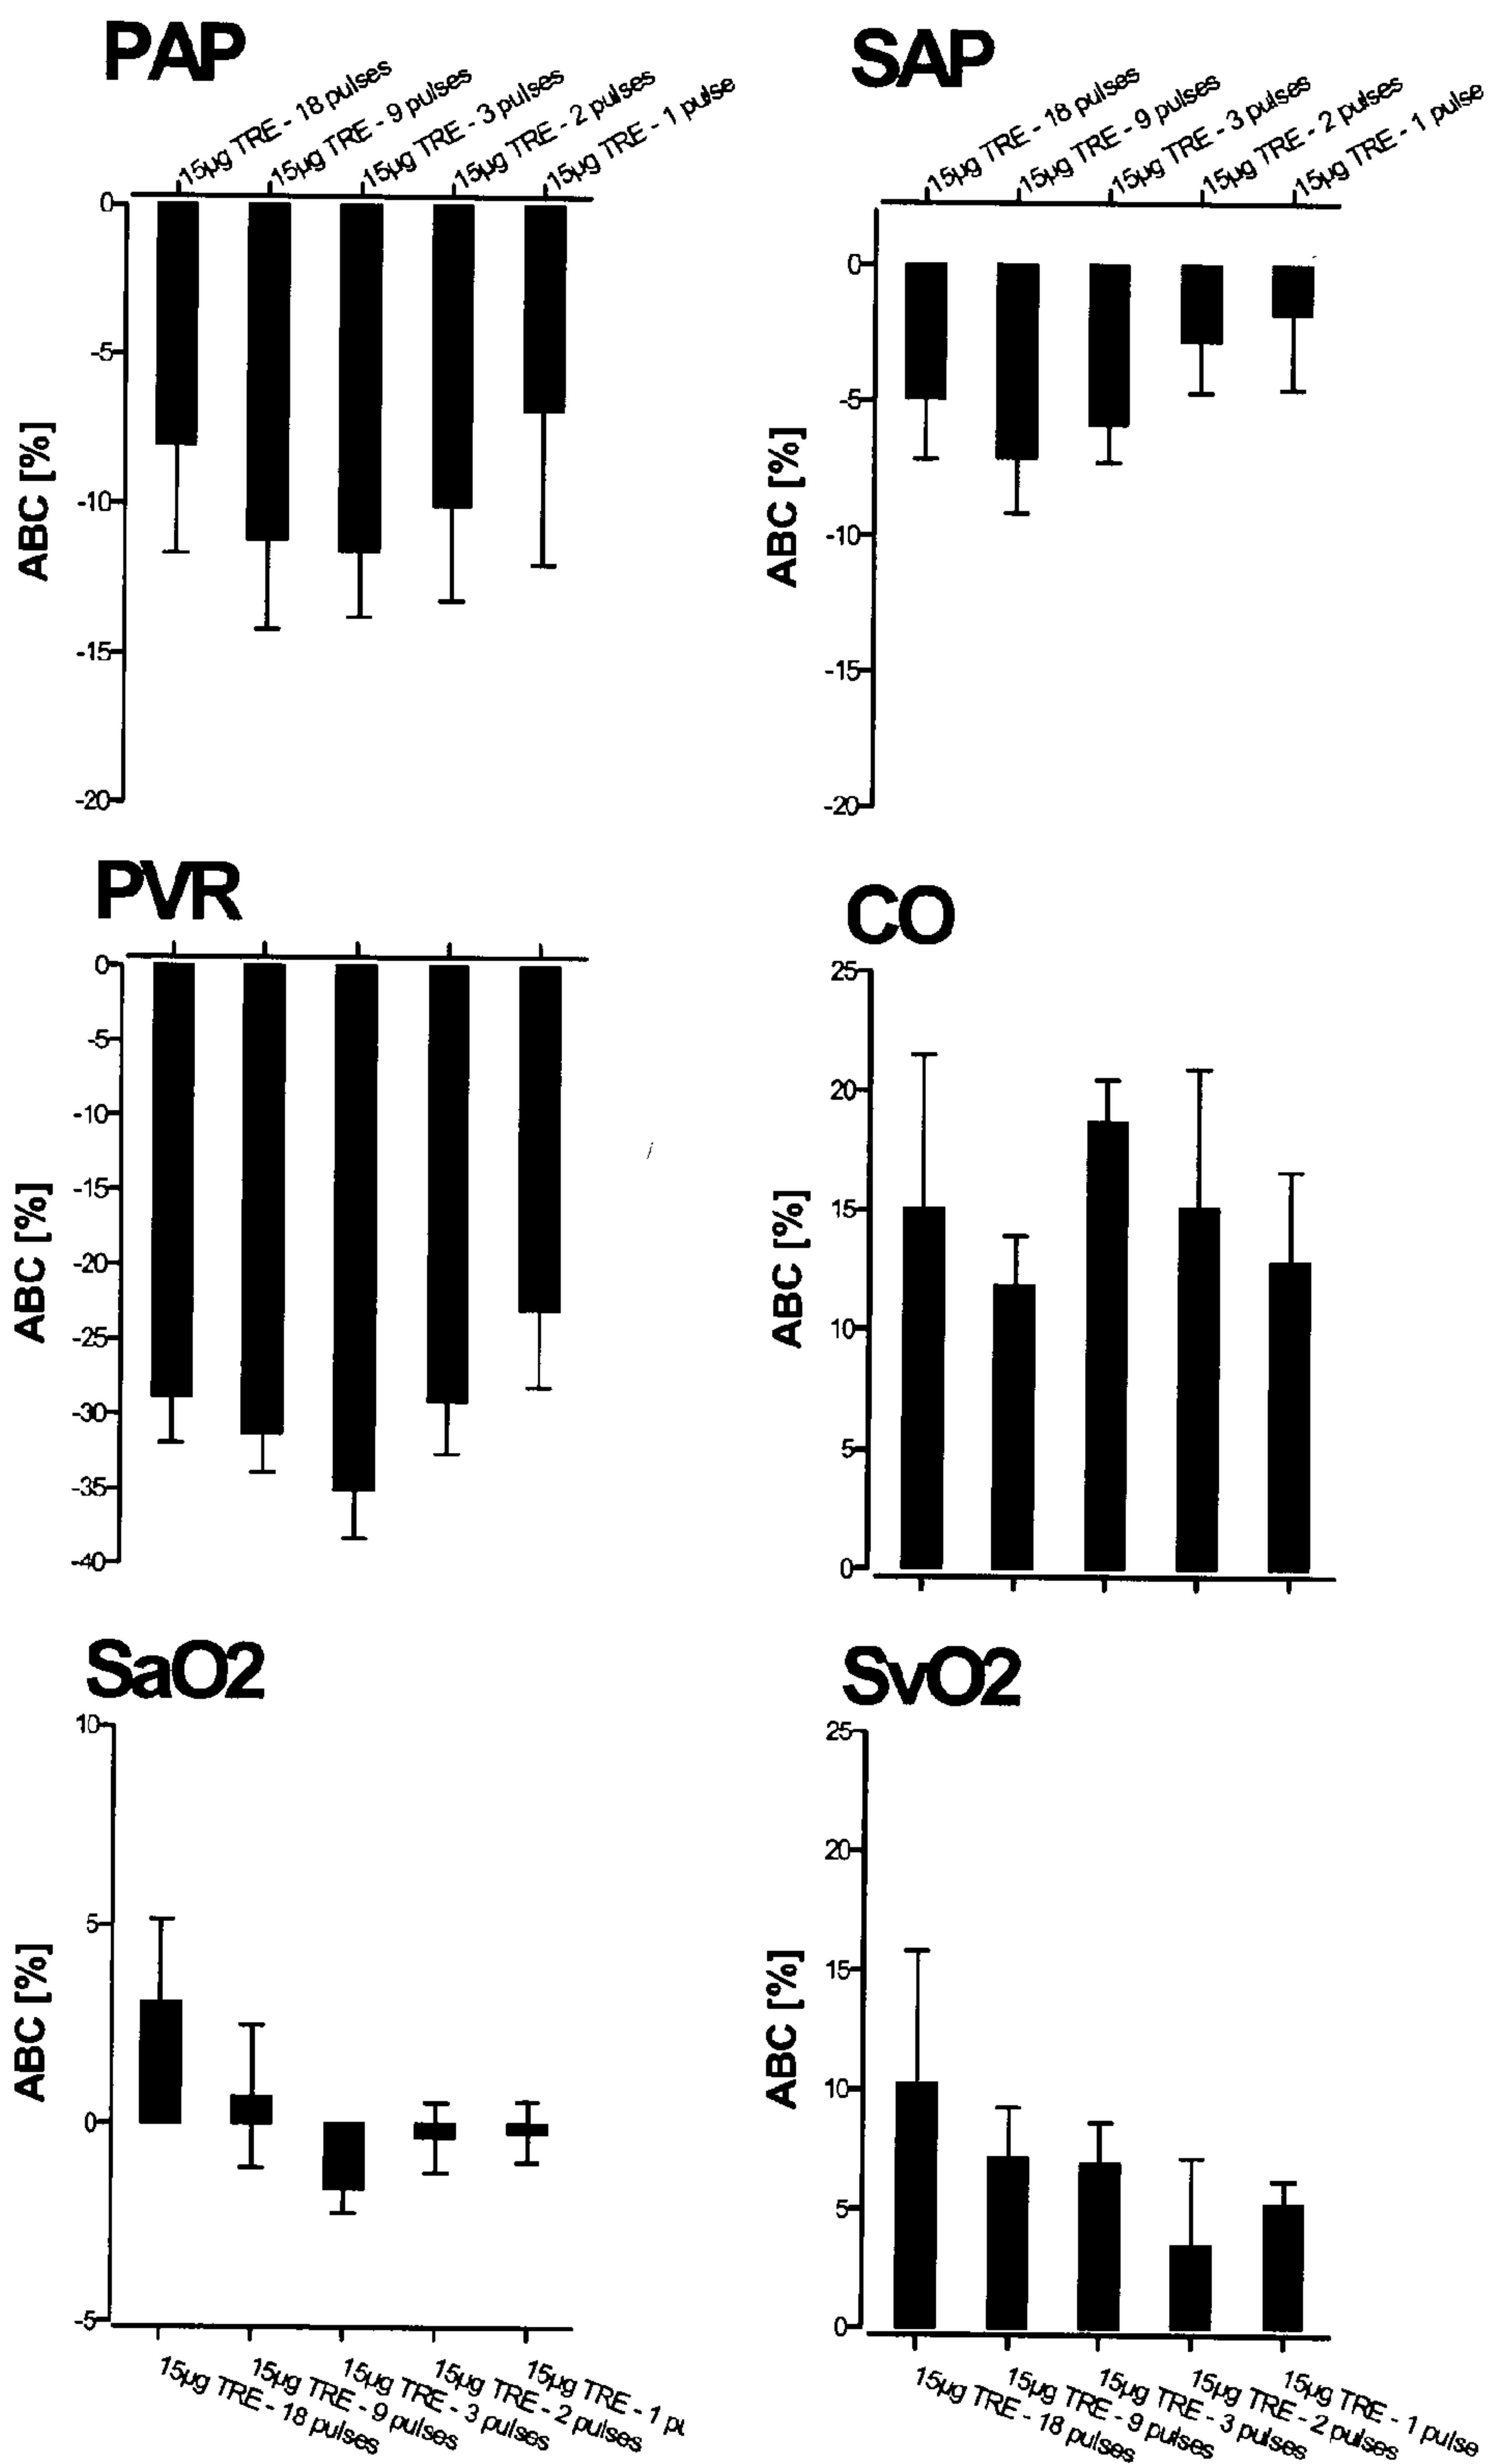 PAP
15µg TRE - 18 pulses
15µg TRE - 9 pulses
15µg TRE - 3 pulses
15µg TRE - 2 pulses
15µg TRE - 1 pulse
ABC [%]
0
-5
-10
-15
-20
SAP
15µg TRE - 18 pulses
15µg TRE - 9 pulses
15µg TRE - 3 pulses
15µg TRE - 2 pulses
15µg TRE - 1 pulse
ABC [%]
0
-5
-10
-15
-20
PVR
ABC [%]
0
-5
-10
-15
-20
-25
-30
-35
-40
CO
ABC [%]
25
20
15
10
5
0
SaO2
ABC [%]
10
5
0
-5
15µg TRE - 18 pulses
15µg TRE - 9 pulses
15µg TRE - 3 pulses
15µg TRE - 2 pulses
15µg TRE - 1 pu
SvO2
ABC [%]
25
20
15
10
5
0
15µg TRE - 18 pulses
15µg TRE - 9 pulses
15µg TRE - 3 pulses
15µg TRE - 2 pulses
15µg TRE - 1 pulse